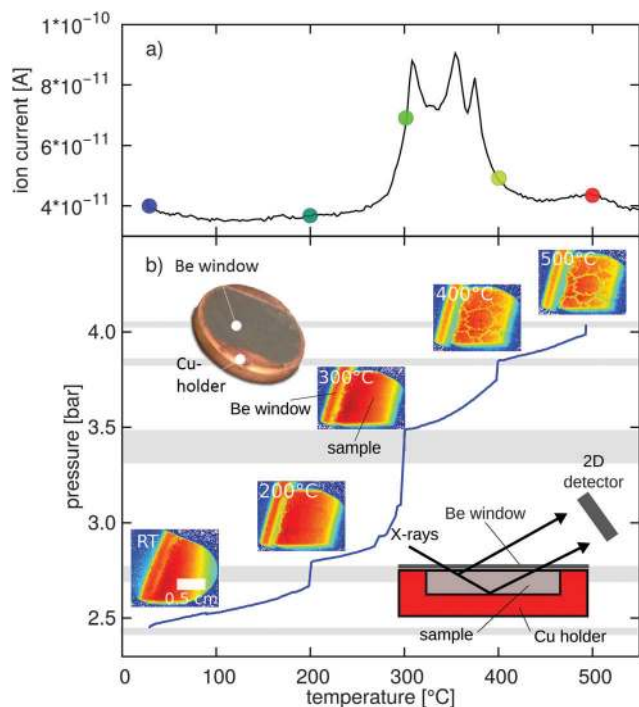 a)
ion current [A]
1*10⁻¹⁰
8*10⁻¹¹
6*10⁻¹¹
4*10⁻¹¹
b)
pressure [bar]
4.0
3.5
3.0
2.5
Be window
Cu-
holder
500°C
400°C
300°C
Be window
sample
200°C
RT
0.5 cm
2D
detector
X-rays
Be window
sample
Cu holder
0
100
200
300
400
500
temperature [°C]